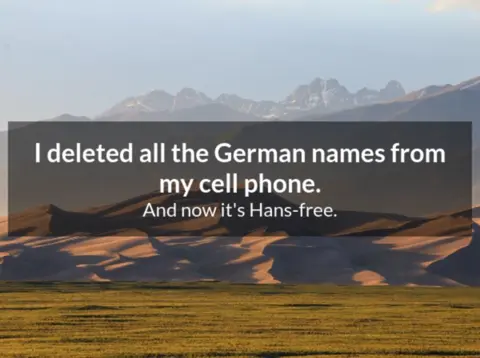 I deleted all the German names from
my cell phone.
And now it's Hans-free.